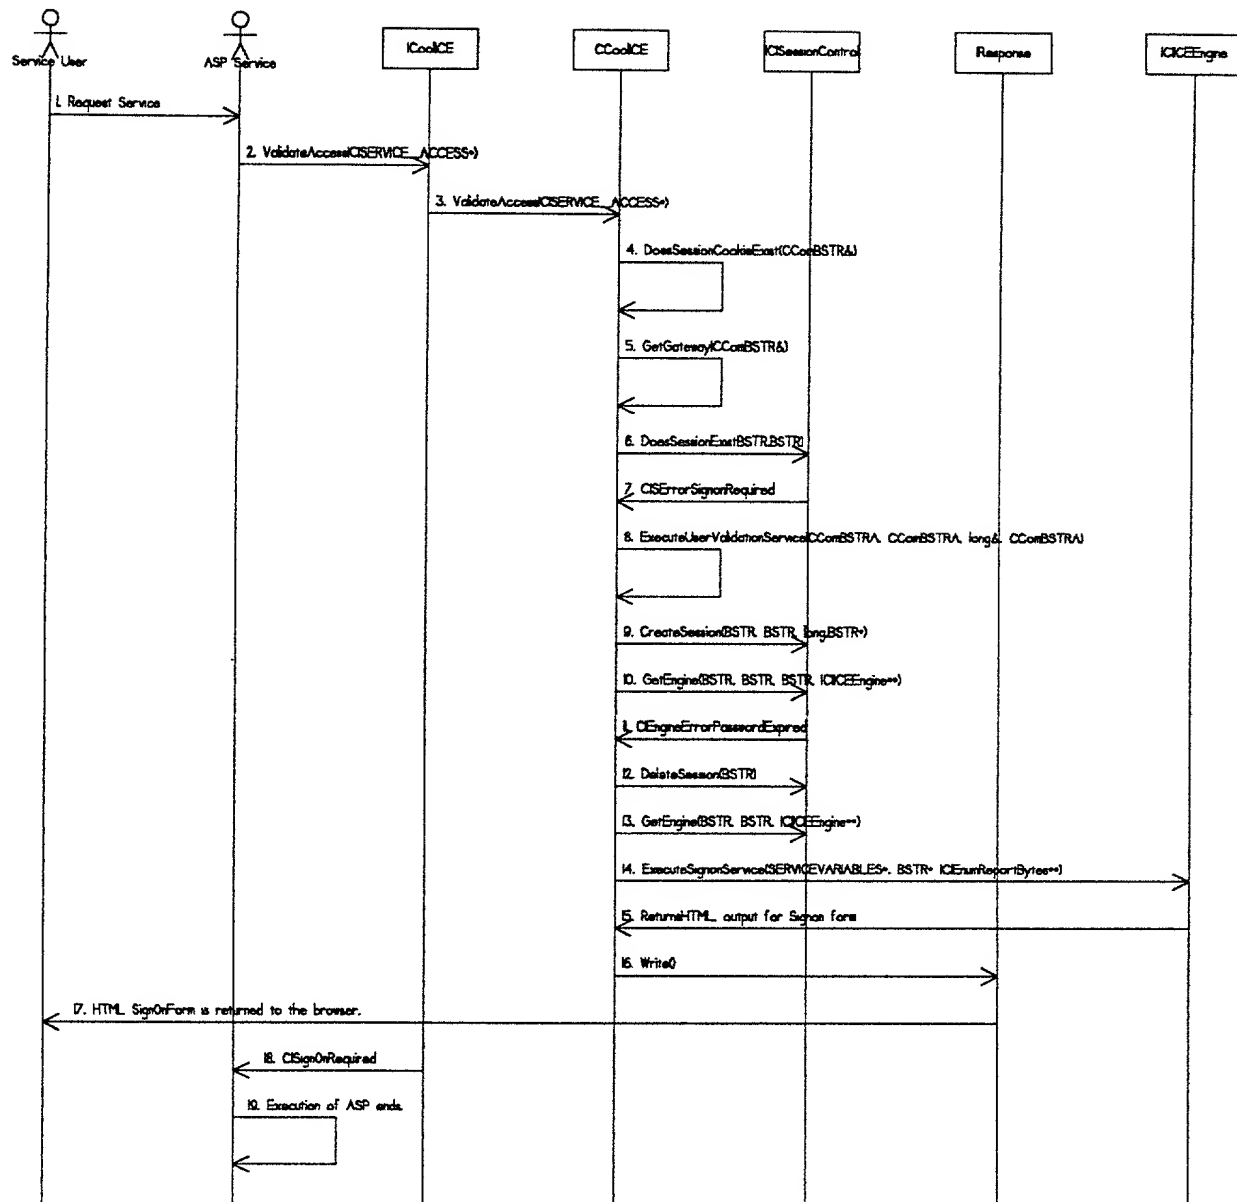 Service User
ASP Service
ICoolICE
CCoolICE
ICISessionControl
Response
ICIICEEngine
1. Request Service
2. ValidateAccess(CISERVICE_ACCESS*)
3. ValidateAccess(CISERVICE_ACCESS*)
4. DoesSessionCookieExist(CComBSTR&)
5. GetGateway(CComBSTR&)
6. DoesSessionExist(BSTR,BSTR)
7. CISErrorSignonRequired
8. ExecuteUserValidationService(CComBSTR&, CComBSTR&, long&, CComBSTR&)
9. CreateSession(BSTR, BSTR, long,BSTR*)
10. GetEngine(BSTR, BSTR, BSTR, ICIICEEngine**)
11. CIEngineErrorPasswordExpired
12. DeleteSession(BSTR)
13. GetEngine(BSTR, BSTR, ICIICEEngine**)
14. ExecuteSignonService(SERVICEVARIABLES*, BSTR* ICIEnumReportBytes**)
15. ReturnsHTML output for Signon form
16. Write()
17. HTML SignOnForm is returned to the browser.
18. CISignOnRequired
19. Execution of ASP ends.